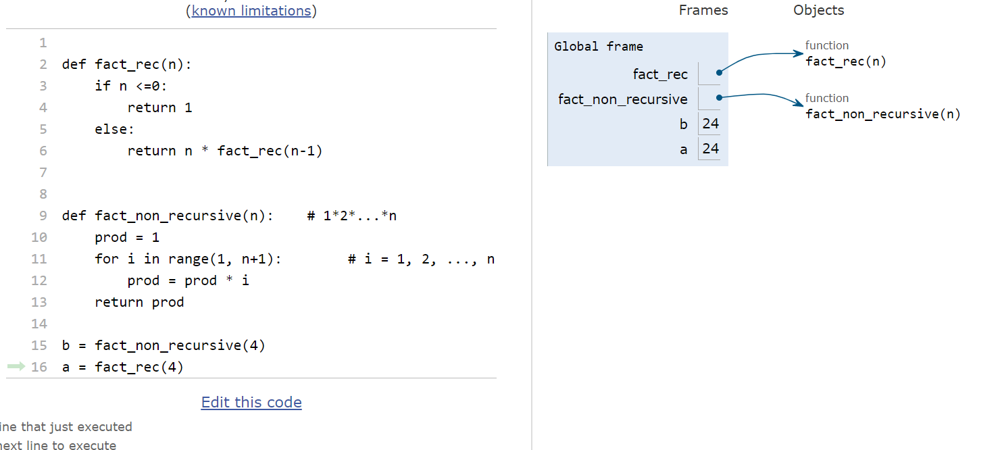 (known limitations)
1
2 def fact_rec(n):
3     if n <=0:
4         return 1
5     else:
6         return n * fact_rec(n-1)
7
8
9 def fact_non_recursive(n):    # 1*2*...*n
10     prod = 1
11     for i in range(1, n+1):        # i = 1, 2, ..., n
12         prod = prod * i
13     return prod
14
15 b = fact_non_recursive(4)
16 a = fact_rec(4)
Edit this code
ine that just executed
next line to execute
Frames Objects
Global frame
fact_rec
fact_non_recursive
b 24
a 24
function
fact_rec(n)
function
fact_non_recursive(n)